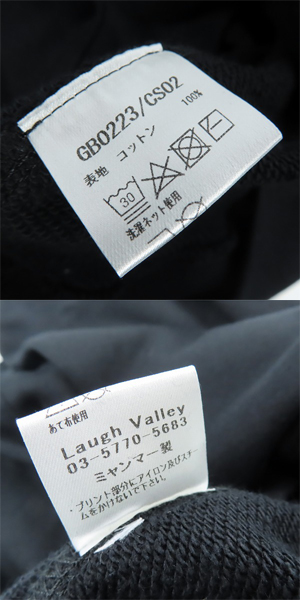 GB0223/CS02
表地 コットン 100%
30
洗濯ネット使用
あて布使用
Laugh Valley
03-5770-5683
ミャンマー製
・プリント部分にアイロン及びスチー
ムをかけないで下さい。